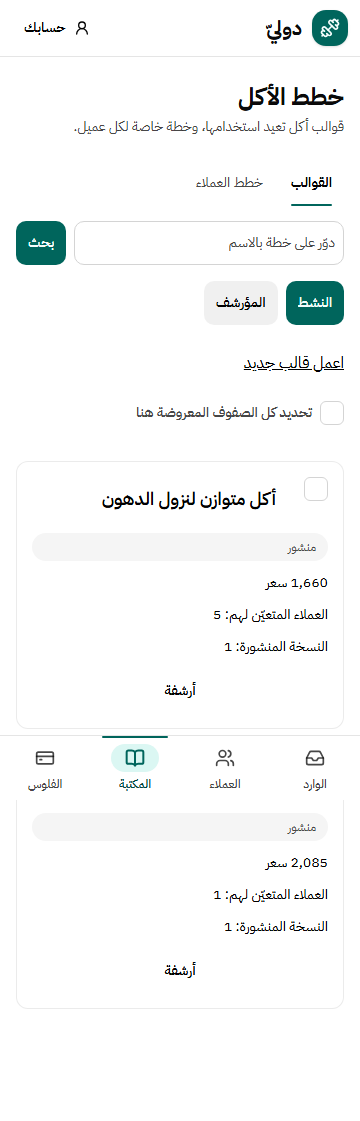 دوليّ
حسابك
خطط الأكل
قوالب أكل تعيد استخدامها، وخطة خاصة لكل عميل.
القوالب
خطط العملاء
دوّر على خطة بالاسم
بحث
النشط
المؤرشف
اعمل قالب جديد
تحديد كل الصفوف المعروضة هنا
أكل متوازن لنزول الدهون
منشور
1,660 سعر
العملاء المتعيّن لهم: 5
النسخة المنشورة: 1
أرشفة
الوارد
العملاء
المكتبة
الفلوس
منشور
2,085 سعر
العملاء المتعيّن لهم: 1
النسخة المنشورة: 1
أرشفة